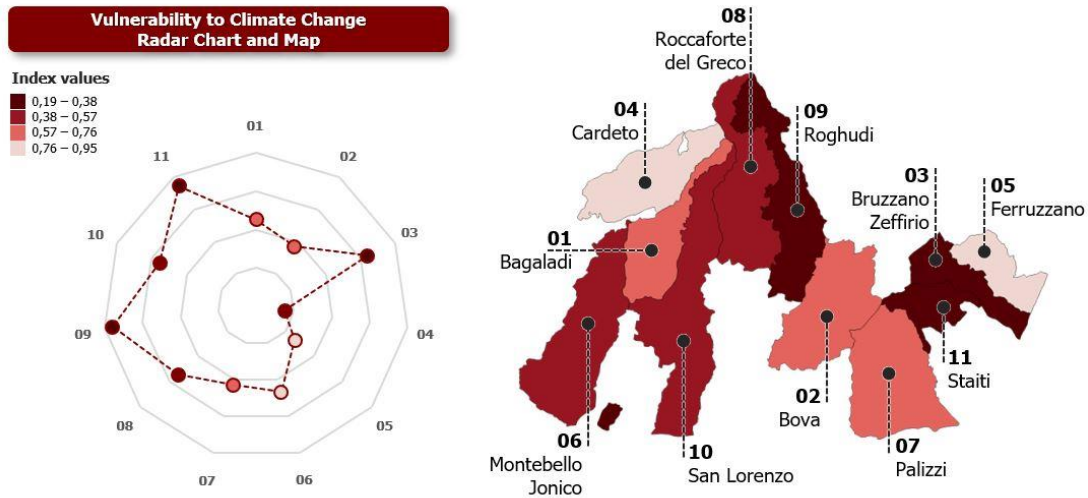 Vulnerability to Climate Change
Radar Chart and Map
Index values
0,19 – 0,38
0,38 – 0,57
0,57 – 0,76
0,76 – 0,95
01
02
03
04
05
06
07
08
09
10
11
08
Roccaforte
del Greco
04
Cardeto
09
Roghudi
03
Bruzzano
Zeffirio
05
Ferruzzano
01
Bagaladi
06
Montebello
Jonico
10
San Lorenzo
02
Bova
11
Staiti
07
Palizzi